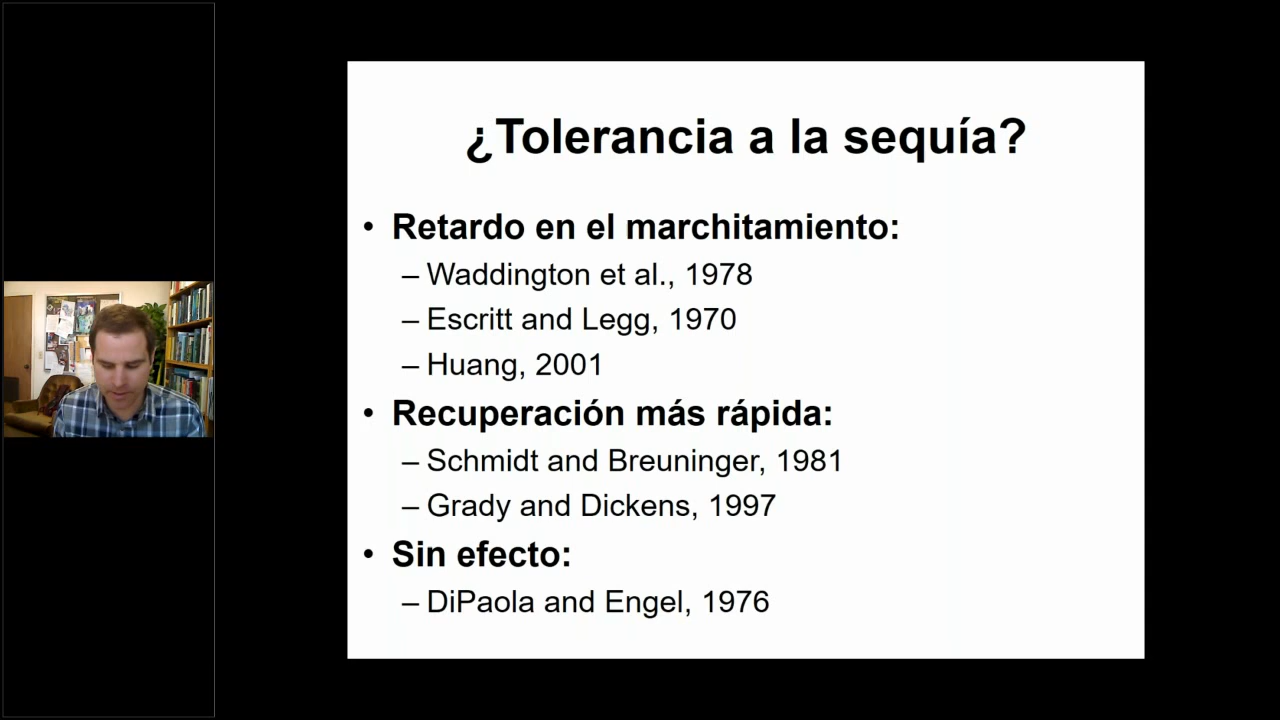 ¿Tolerancia a la sequía?
• Retardo en el marchitamiento:
– Waddington et al., 1978
– Escritt and Legg, 1970
– Huang, 2001
• Recuperación más rápida:
– Schmidt and Breuninger, 1981
– Grady and Dickens, 1997
• Sin efecto:
– DiPaola and Engel, 1976